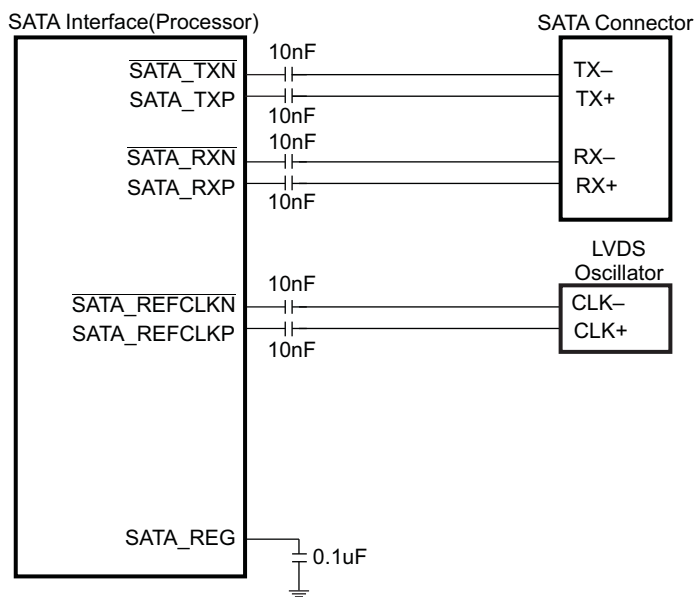 SATA Interface(Processor)
SATA Connector
10nF
SATA_TXN
TX–
SATA_TXP
TX+
10nF
10nF
SATA_RXN
RX–
SATA_RXP
RX+
10nF
LVDS
Oscillator
10nF
SATA_REFCLKN
CLK–
SATA_REFCLKP
CLK+
10nF
SATA_REG
0.1uF